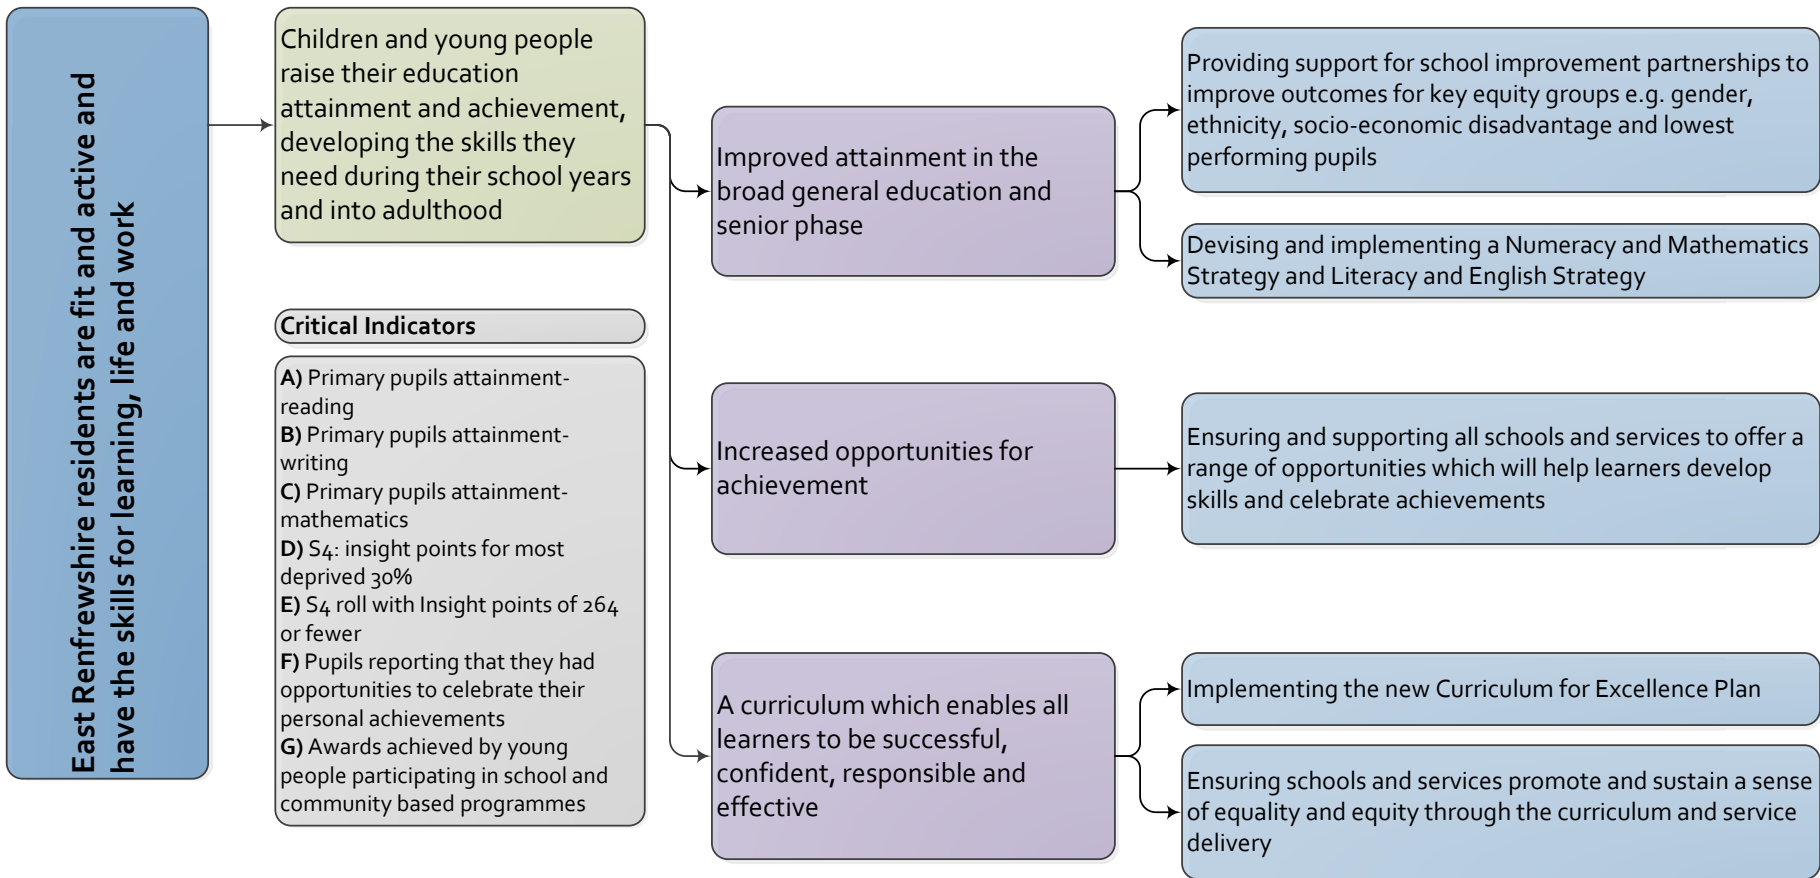 East Renfrewshire residents are fit and active and
have the skills for learning, life and work
Children and young people
raise their education
attainment and achievement,
developing the skills they
need during their school years
and into adulthood
Critical Indicators
A) Primary pupils attainment-
reading
B) Primary pupils attainment-
writing
C) Primary pupils attainment-
mathematics
D) S4: insight points for most
deprived 30%
E) S4 roll with Insight points of 264
or fewer
F) Pupils reporting that they had
opportunities to celebrate their
personal achievements
G) Awards achieved by young
people participating in school and
community based programmes
Improved attainment in the
broad general education and
senior phase
Increased opportunities for
achievement
A curriculum which enables all
learners to be successful,
confident, responsible and
effective
Providing support for school improvement partnerships to
improve outcomes for key equity groups e.g. gender,
ethnicity, socio-economic disadvantage and lowest
performing pupils
Devising and implementing a Numeracy and Mathematics
Strategy and Literacy and English Strategy
Ensuring and supporting all schools and services to offer a
range of opportunities which will help learners develop
skills and celebrate achievements
Implementing the new Curriculum for Excellence Plan
Ensuring schools and services promote and sustain a sense
of equality and equity through the curriculum and service
delivery